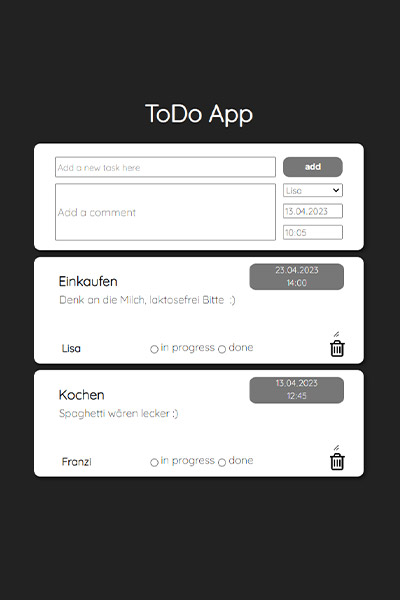 ToDo App
Add a new task here
add
Add a comment
Lisa
13.04.2023
10:05
Einkaufen
23.04.2023
14:00
Denk an die Milch, laktosefrei Bitte :)
Lisa
in progress
done
Kochen
13.04.2023
12:45
Spaghetti wären lecker :)
Franzi
in progress
done